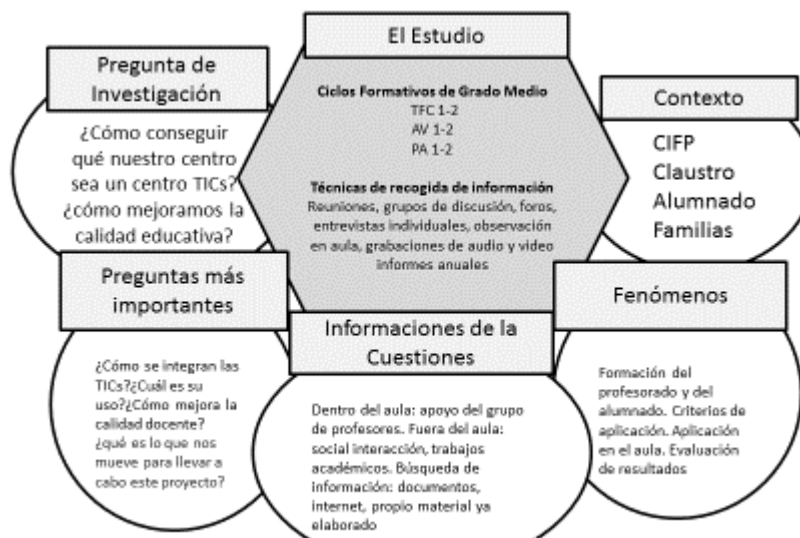 El Estudio
Ciclos Formativos de Grado Medio
TFC 1-2
AV 1-2
PA 1-2
Técnicas de recogida de información
Reuniones, grupos de discusión, foros,
entrevistas individuales, observación
en aula, grabaciones de audio y video
informes anuales
Pregunta de
Investigación
¿Cómo conseguir
qué nuestro centro
sea un centro TICs?
¿cómo mejoramos la
calidad educativa?
Contexto
CIFP
Claustro
Alumnado
Familias
Preguntas más
importantes
¿Cómo se integran las
TICs?¿Cuál es su
uso?¿Cómo mejora la
calidad docente?
¿qué es lo que nos
mueve para llevar a
cabo este proyecto?
Informaciones de la
Cuestiones
Dentro del aula: apoyo del grupo
de profesores. Fuera del aula:
social interacción, trabajos
académicos. Búsqueda de
información: documentos,
internet, propio material ya
elaborado
Fenómenos
Formación del
profesorado y del
alumnado. Criterios de
aplicación. Aplicación
en el aula. Evaluación
de resultados